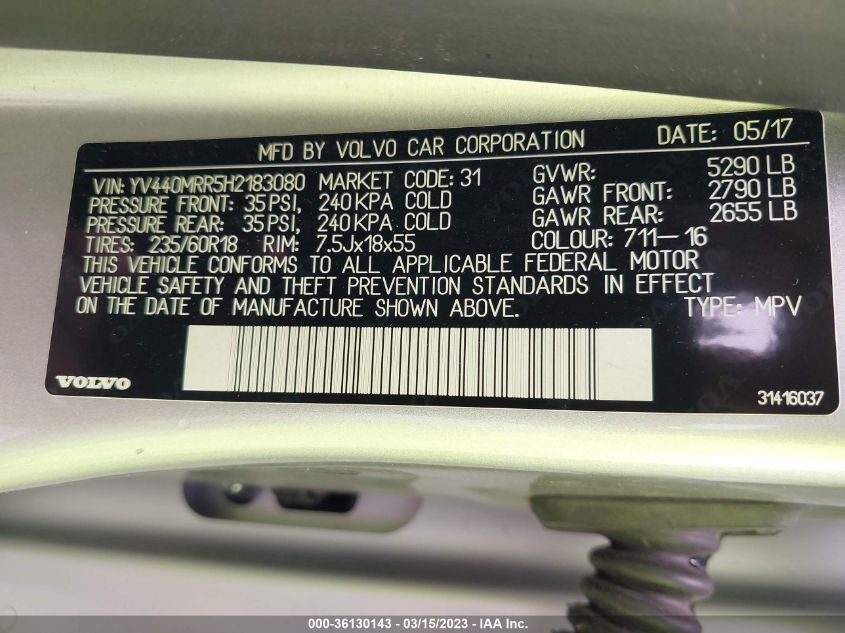 MFD BY VOLVO CAR CORPORATION DATE: 05/17
VIN: YV440MRR5H2183080 MARKET CODE: 31 GVWR: 5290 LB
PRESSURE FRONT: 35 PSI, 240 KPA COLD GAWR FRONT: 2790 LB
PRESSURE REAR: 35 PSI, 240 KPA COLD GAWR REAR: 2655 LB
TIRES: 235/60R18 RIM: 7.5Jx18x55 COLOUR: 711-16
THIS VEHICLE CONFORMS TO ALL APPLICABLE FEDERAL MOTOR
VEHICLE SAFETY AND THEFT PREVENTION STANDARDS IN EFFECT
ON THE DATE OF MANUFACTURE SHOWN ABOVE. TYPE: MPV
VOLVO 31416037
000-36130143 - 03/15/2023 - IAA Inc.